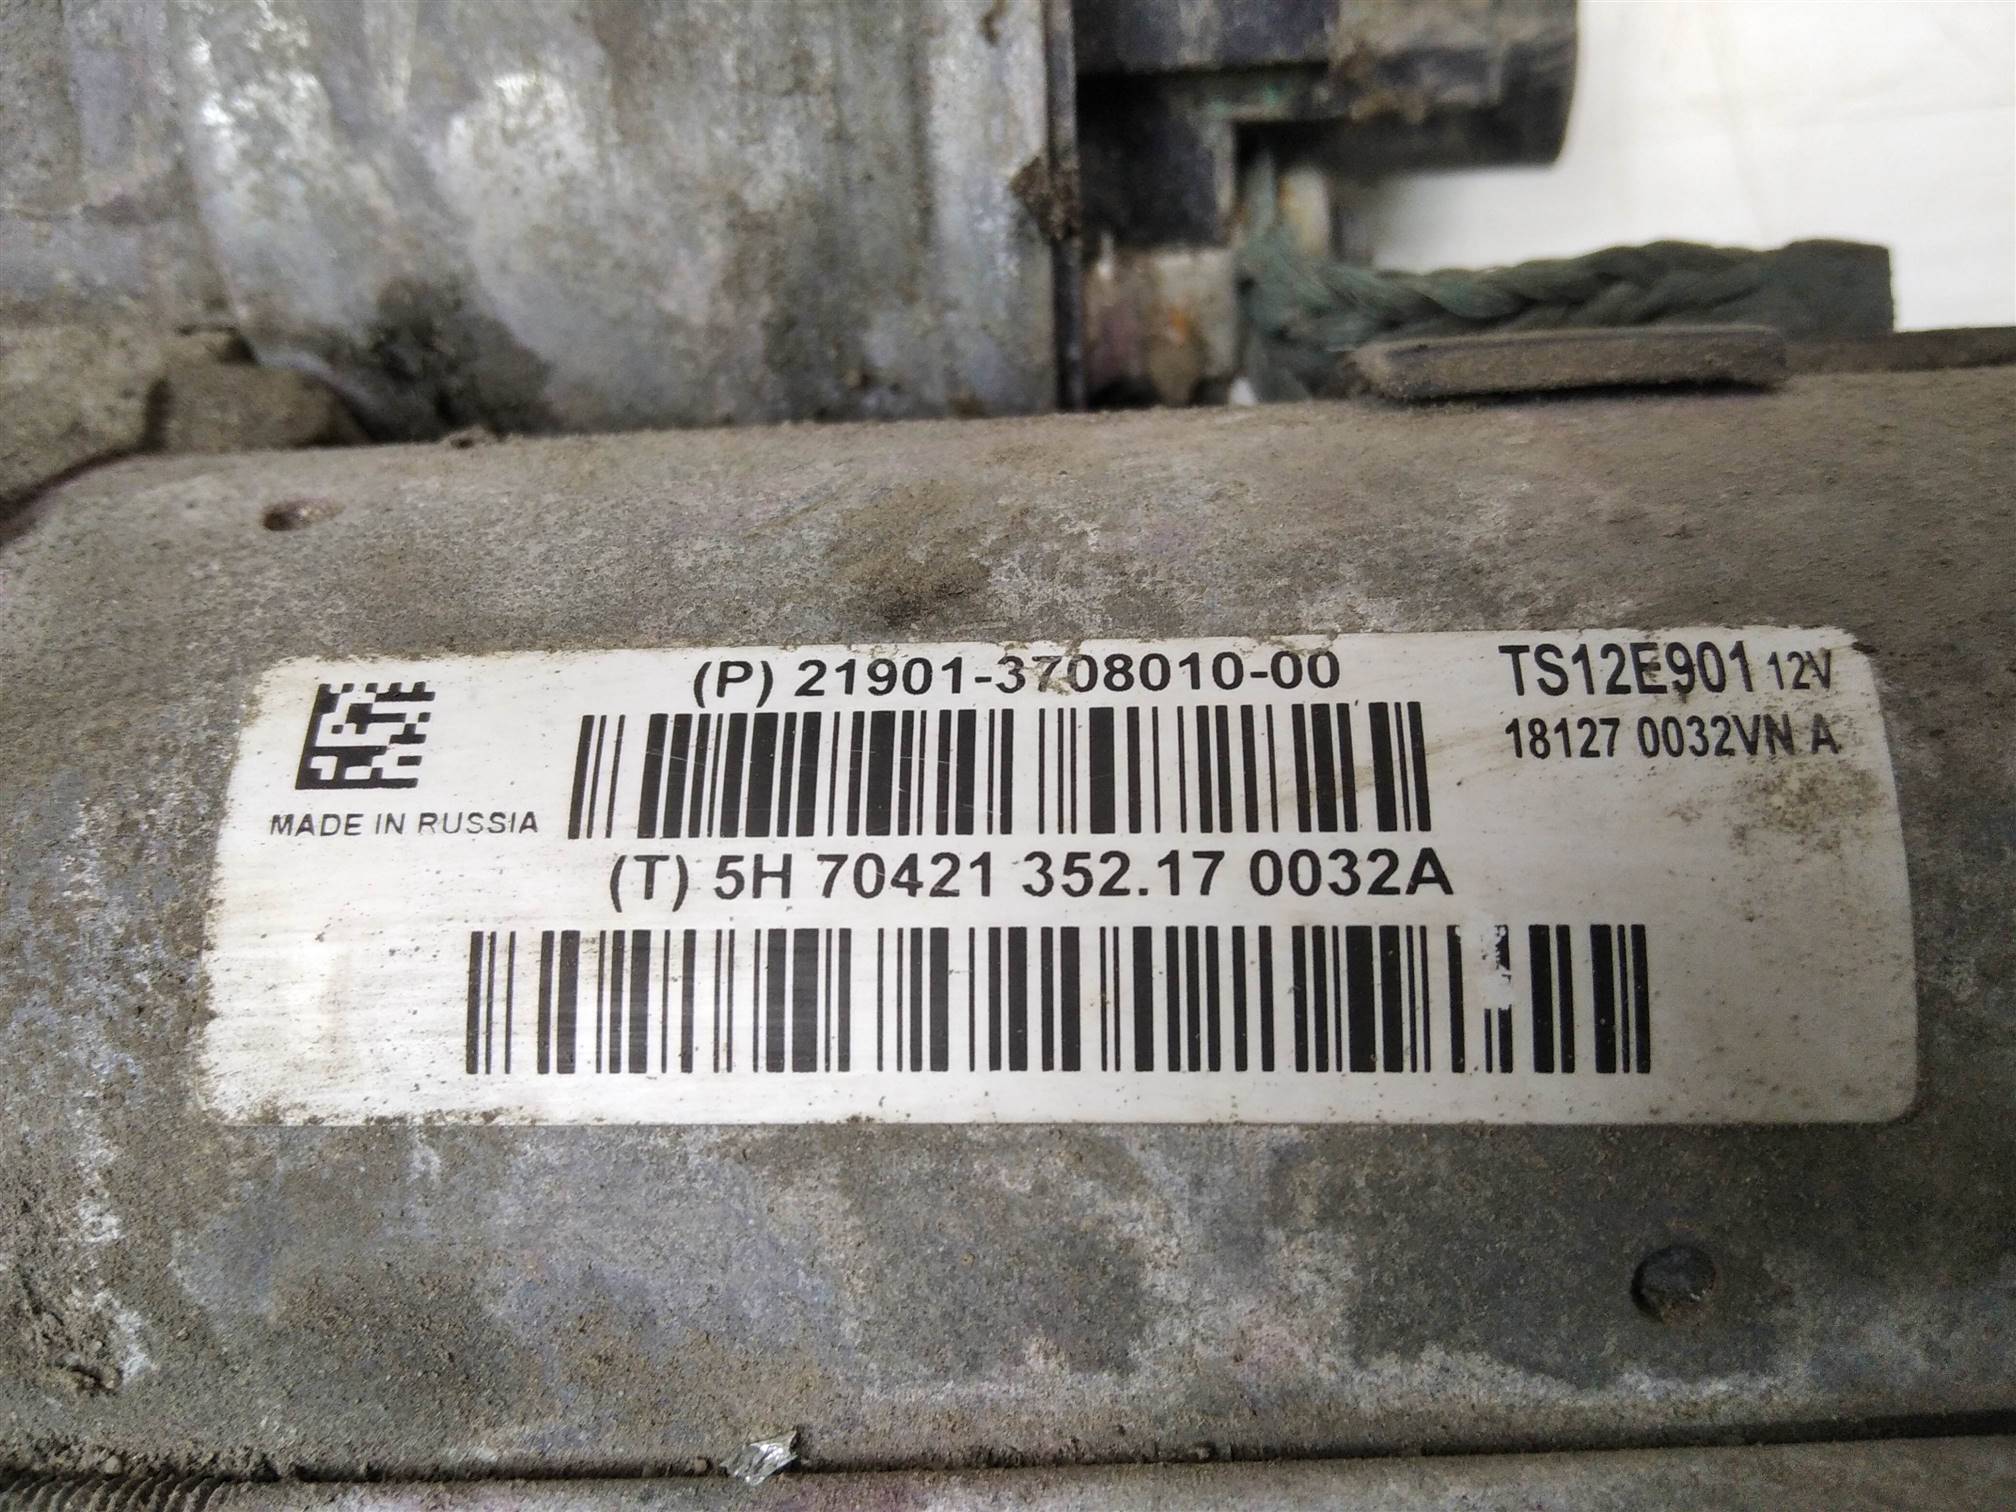 (P) 21901-3708010-00
TS12E901 12V
18127 0032VN A
MADE IN RUSSIA
(T) 5H 70421 352.17 0032A